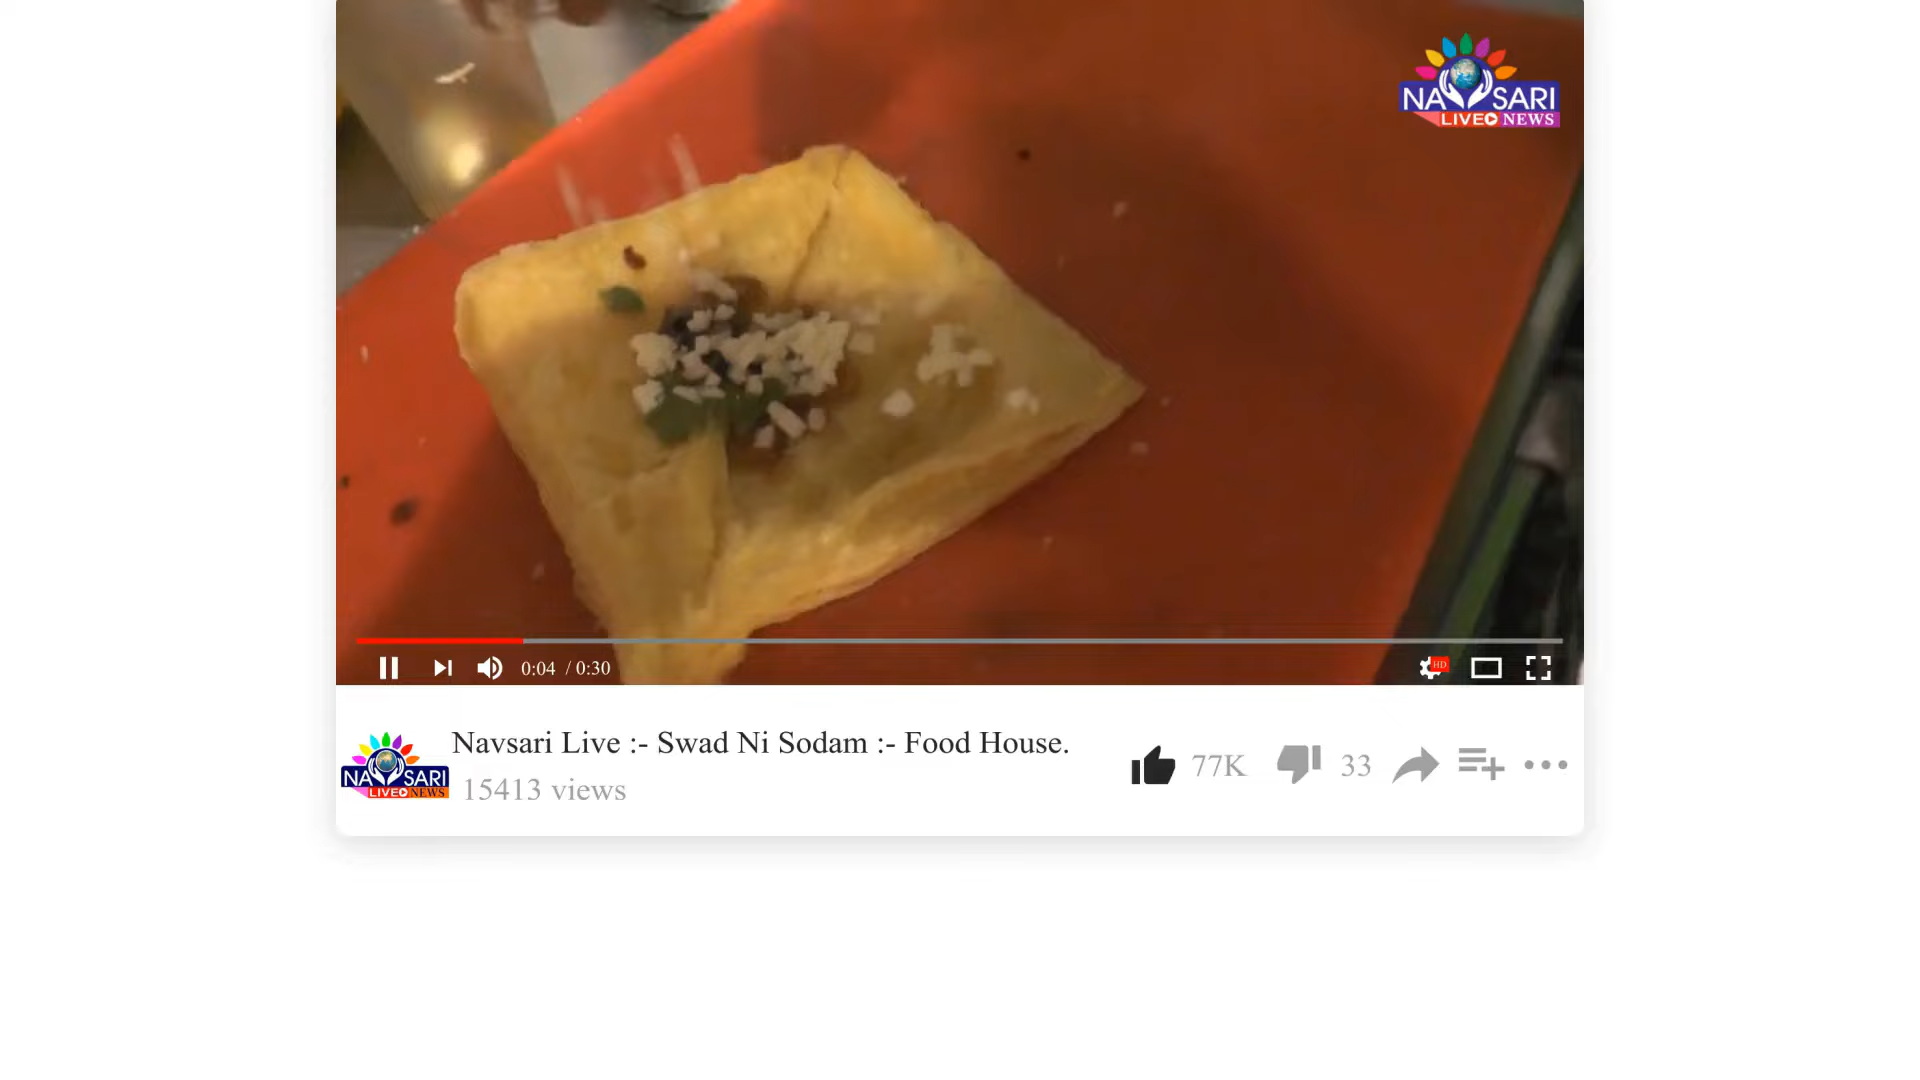 NAVSARI
LIVE NEWS
HD
0:04 / 0:30
NAVSARI
LIVE NEWS
Navsari Live :- Swad Ni Sodam :- Food House.
15413 views
77K
33